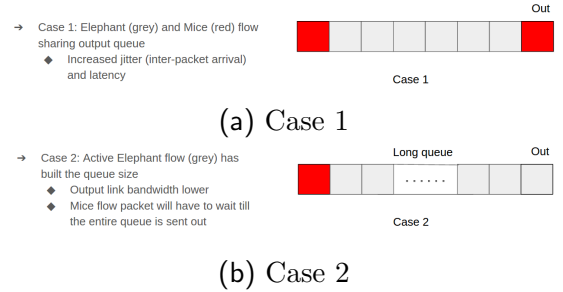 Out
➔ Case 1: Elephant (grey) and Mice (red) flow
sharing output queue
◆ Increased jitter (inter-packet arrival)
and latency
Case 1
(a) Case 1
➔ Case 2: Active Elephant flow (grey) has
built the queue size
◆ Output link bandwidth lower
◆ Mice flow packet will have to wait till
the entire queue is sent out
Long queue
Out
......
Case 2
(b) Case 2